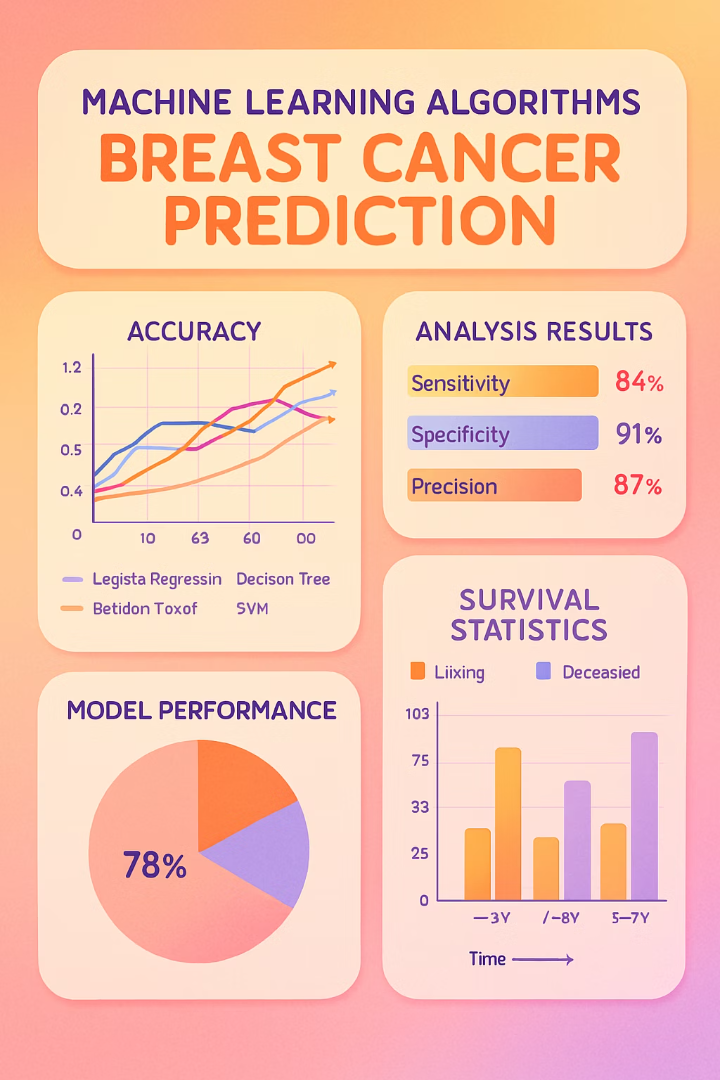 MACHINE LEARNING ALGORITHMS
BREAST CANCER
PREDICTION
ACCURACY
1.2
0.2
0.5
0.4
0
10 63 60 00
Legista Regressin Decison Tree
Betidon Toxof SVM
ANALYSIS RESULTS
Sensitivity 84%
Specificity 91%
Precision 87%
MODEL PERFORMANCE
78%
SURVIVAL
STATISTICS
Liixing Deceasied
103
75
33
25
0
—3Y /-8Y 5—7Y
Time